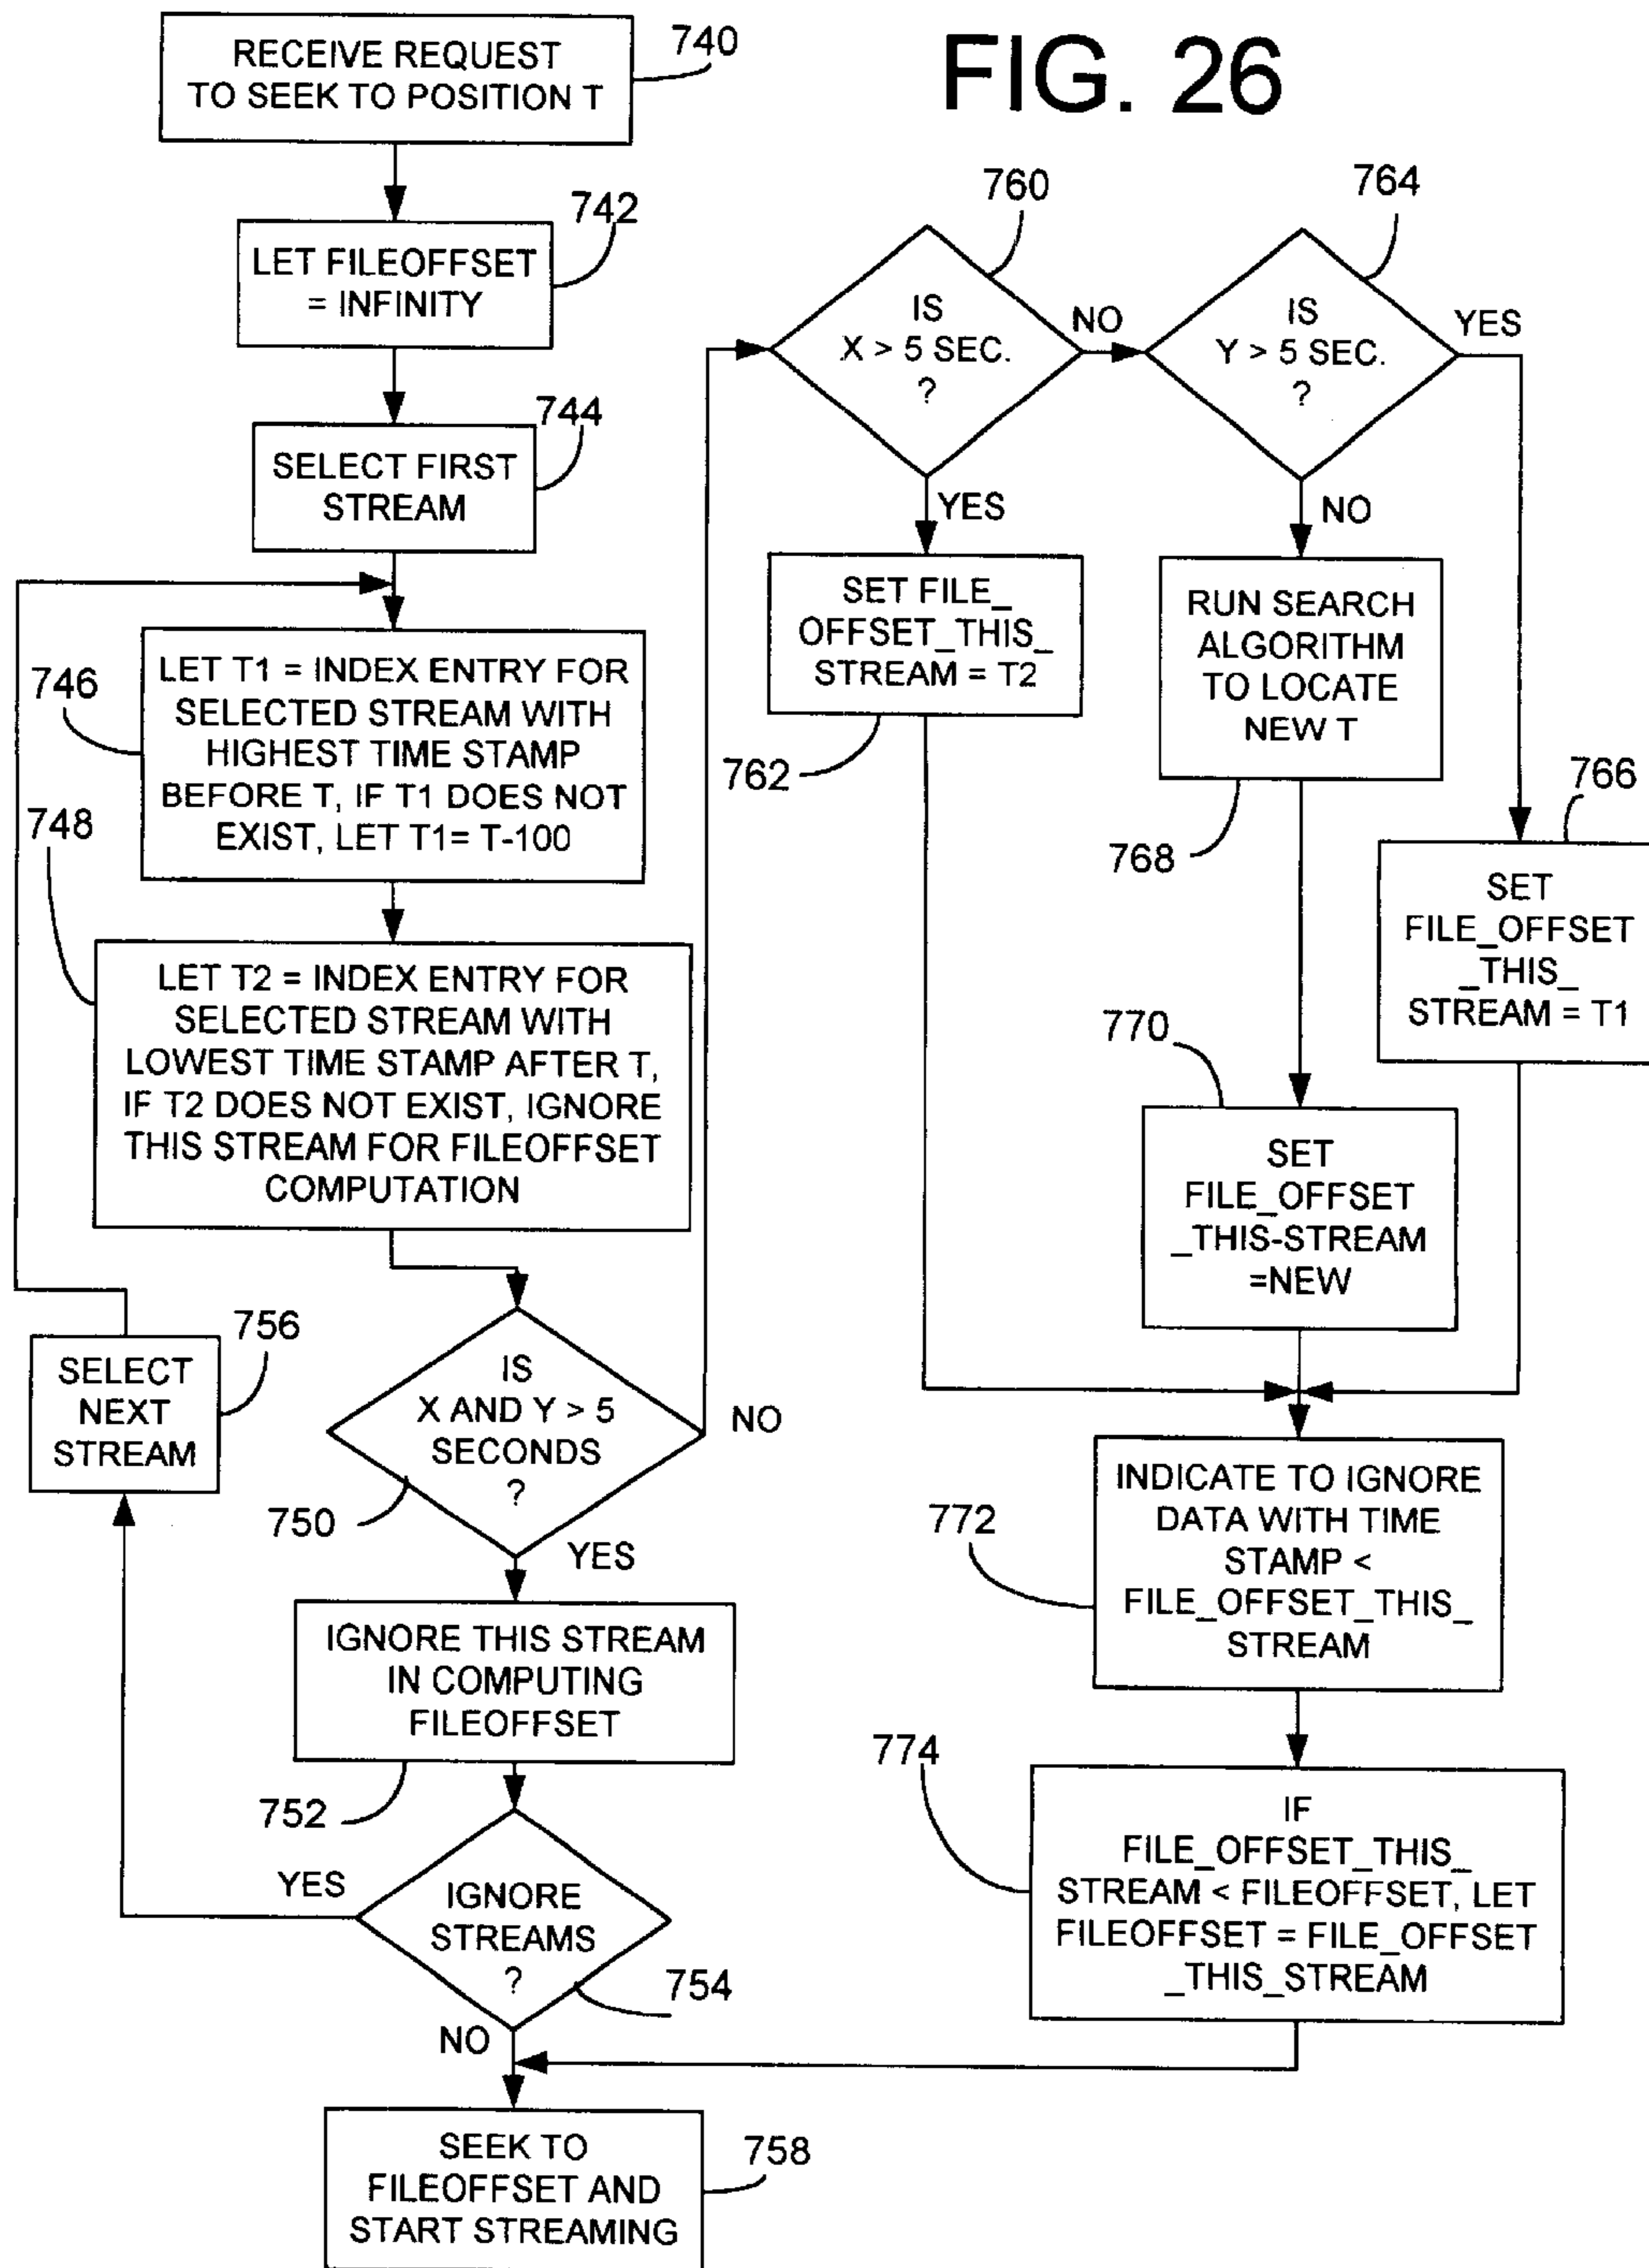 FIG. 26
RECEIVE REQUEST
TO SEEK TO POSITION T
740
LET FILEOFFSET
= INFINITY
742
SELECT FIRST
STREAM
744
LET T1 = INDEX ENTRY FOR
SELECTED STREAM WITH
HIGHEST TIME STAMP
BEFORE T, IF T1 DOES NOT
EXIST, LET T1= T-100
746
LET T2 = INDEX ENTRY FOR
SELECTED STREAM WITH
LOWEST TIME STAMP AFTER T,
IF T2 DOES NOT EXIST, IGNORE
THIS STREAM FOR FILEOFFSET
COMPUTATION
748
IS
X AND Y > 5
SECONDS
?
750
NO
YES
IGNORE THIS STREAM
IN COMPUTING
FILEOFFSET
752
IGNORE
STREAMS
?
754
YES
NO
SELECT
NEXT
STREAM
756
SEEK TO
FILEOFFSET AND
START STREAMING
758
IS
X > 5 SEC.
?
760
NO
YES
SET FILE_
OFFSET_THIS_
STREAM = T2
762
IS
Y > 5 SEC.
?
764
YES
NO
SET
FILE_OFFSET
_THIS_
STREAM = T1
766
RUN SEARCH
ALGORITHM
TO LOCATE
NEW T
768
SET
FILE_OFFSET
_THIS-STREAM
=NEW
770
INDICATE TO IGNORE
DATA WITH TIME
STAMP <
FILE_OFFSET_THIS_
STREAM
772
IF
FILE_OFFSET_THIS_
STREAM < FILEOFFSET, LET
FILEOFFSET = FILE_OFFSET
_THIS_STREAM
774